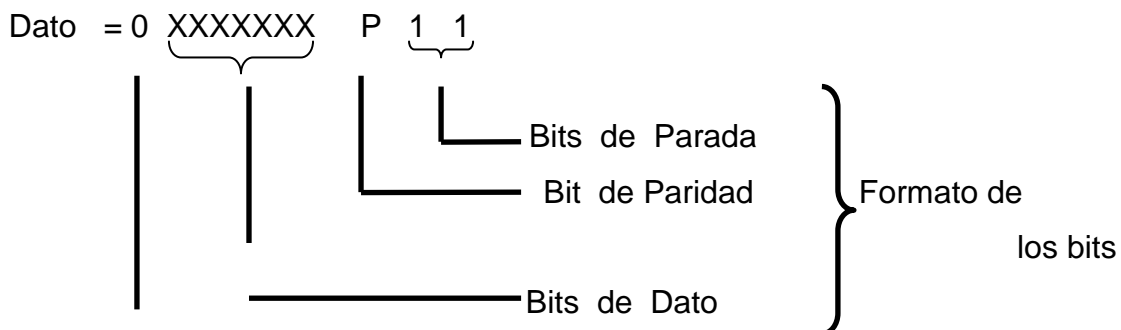 Dato = 0 XXXXXXX P 1 1
Bits de Parada
Bit de Paridad
Formato de
los bits
Bits de Dato